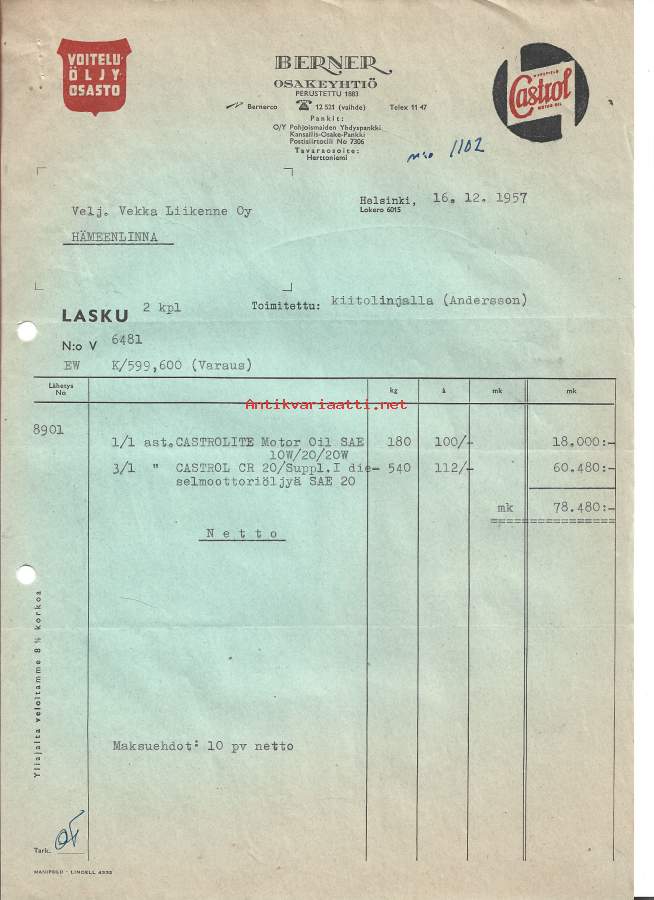 VOITELU-
ÖLJY-
OSASTO
BERNER
OSAKEYHTIÖ
PERUSTETTU 1883
Bernerco ☎ 12 521 (vaihde) Telex 11 47
Pankit:
O/Y Pohjoismaiden Yhdyspankki
Kansallis-Osake-Pankki
Postisiirtotili No 7306
Tavaraosoite:
Herttoniemi
Castrol
MOTOR OIL
1102
Velj. Vekka Liikenne Oy
HÄMEENLINNA
Helsinki, 16. 12. 1957
Lokero 6015
LASKU 2 kpl
Toimitettu: kiitolinjalla (Andersson)
N:o V 6481
EW K/599,600 (Varaus)
Lähetys No kg à mk mk
Antikvariaatti.net
8901
1/1 ast. CASTROLITE Motor Oil SAE 180 100/- 18.000:-
10W/20/20W
3/1 " CASTROL CR 20/Suppl.I die- 540 112/- 60.480:-
selmoottoriöljyä SAE 20
mk 78.480:-
Netto
Yliajalta veloitamme 8 % korkoa
Maksuehdot: 10 pv netto
Tark.
MANIFOLD - LINDELL 4535